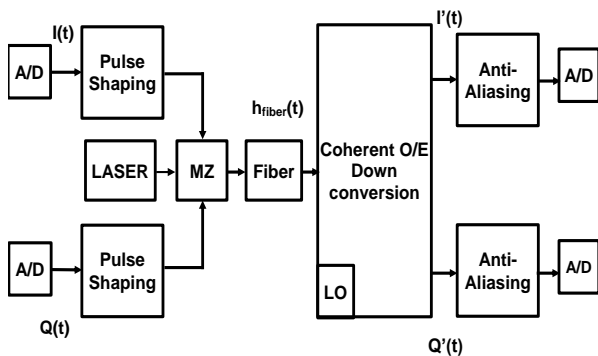 I(t)
A/D
Pulse
Shaping
LASER
MZ
Fiber
h_fiber(t)
Coherent O/E
Down
conversion
LO
I'(t)
Anti-
Aliasing
A/D
A/D
Pulse
Shaping
Q(t)
Anti-
Aliasing
A/D
Q'(t)